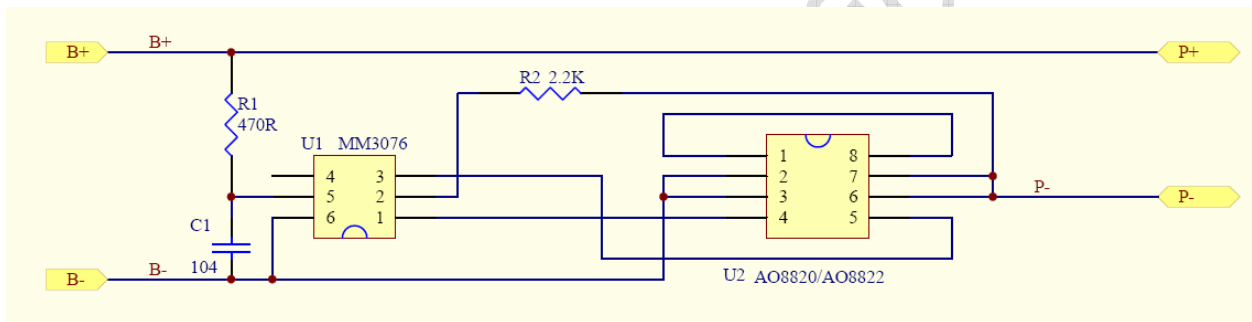 B+ B+ P+
R2 2.2K
R1
470R
U1 MM3076
4 3
5 2
6 1
1 8
2 7
3 6
4 5
P- P-
C1
104
B- B-
U2 AO8820/AO8822